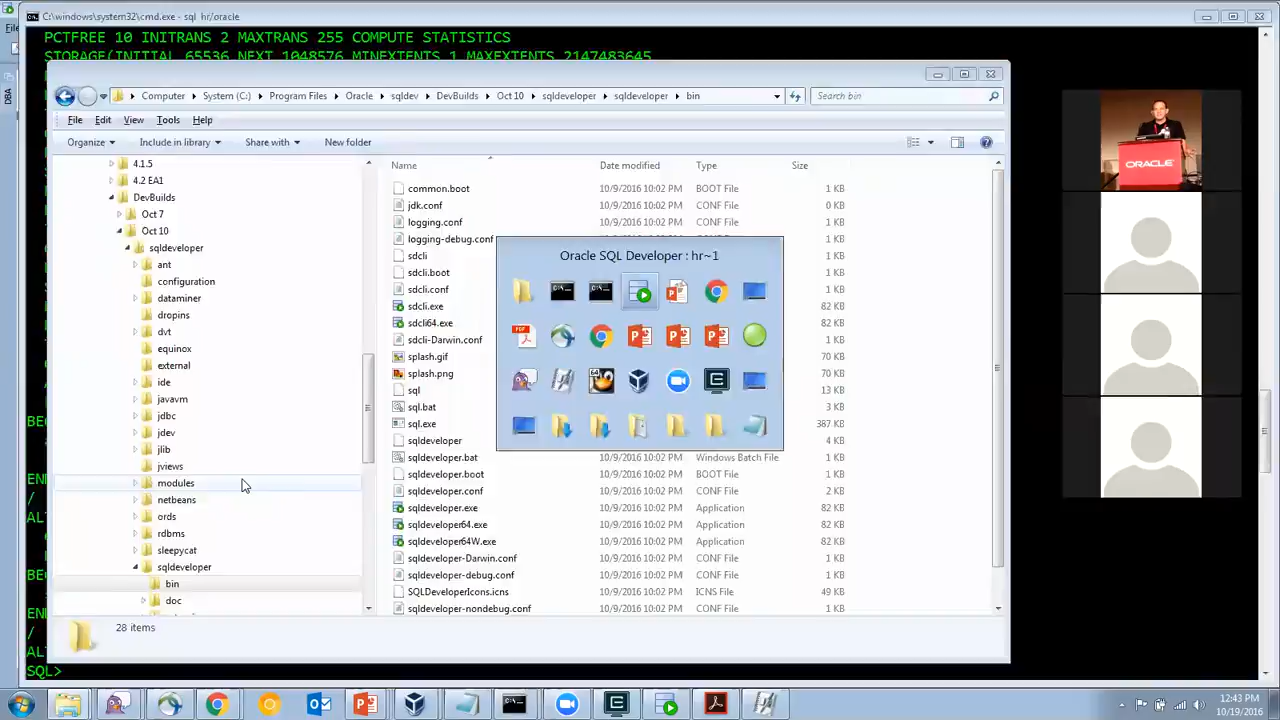 C:\windows\system32\cmd.exe - sql hr/oracle
PCTFREE 10 INITRANS 2 MAXTRANS 255 COMPUTE STATISTICS
STORAGE(INITIAL 65536 NEXT 1048576 MINEXTENTS 1 MAXEXTENTS 2147483645
Computer System (C:) Program Files Oracle sqldev DevBuilds Oct 10 sqldeveloper sqldeveloper bin
Search bin
DBA
File Edit View Tools Help
Organize Include in library Share with New folder
Name Date modified Type Size
4.1.5
4.2 EA1
DevBuilds
Oct 7
Oct 10
sqldeveloper
ant
configuration
dataminer
dropins
dvt
equinox
external
ide
javavm
jdbc
jdev
jlib
jviews
modules
netbeans
ords
rdbms
sleepycat
sqldeveloper
bin
doc
common.boot 10/9/2016 10:02 PM BOOT File 1 KB
jdk.conf 10/9/2016 10:02 PM CONF File 0 KB
logging.conf 10/9/2016 10:02 PM CONF File 1 KB
logging-debug.conf 10/9/2016 10:02 PM CONF File 1 KB
sdcli 1 KB
sdcli.boot 1 KB
sdcli.conf 1 KB
sdcli.exe 82 KB
sdcli64.exe 82 KB
sdcli-Darwin.conf 1 KB
splash.gif 70 KB
splash.png 70 KB
sql 13 KB
sql.bat 3 KB
sql.exe 387 KB
sqldeveloper 4 KB
sqldeveloper.bat 10/9/2016 10:02 PM Windows Batch File 1 KB
sqldeveloper.boot 10/9/2016 10:02 PM BOOT File 1 KB
sqldeveloper.conf 10/9/2016 10:02 PM CONF File 2 KB
sqldeveloper.exe 10/9/2016 10:02 PM Application 82 KB
sqldeveloper64.exe 10/9/2016 10:02 PM Application 82 KB
sqldeveloper64W.exe 10/9/2016 10:02 PM Application 82 KB
sqldeveloper-Darwin.conf 10/9/2016 10:02 PM CONF File 1 KB
sqldeveloper-debug.conf 10/9/2016 10:02 PM CONF File 1 KB
SQLDeveloperIcons.icns 10/9/2016 10:02 PM ICNS File 49 KB
sqldeveloper-nondebug.conf 10/9/2016 10:02 PM CONF File 1 KB
Oracle SQL Developer : hr~1
PDF
64
28 items
/
/
SQL>
ORACLE
12:43 PM
10/19/2016